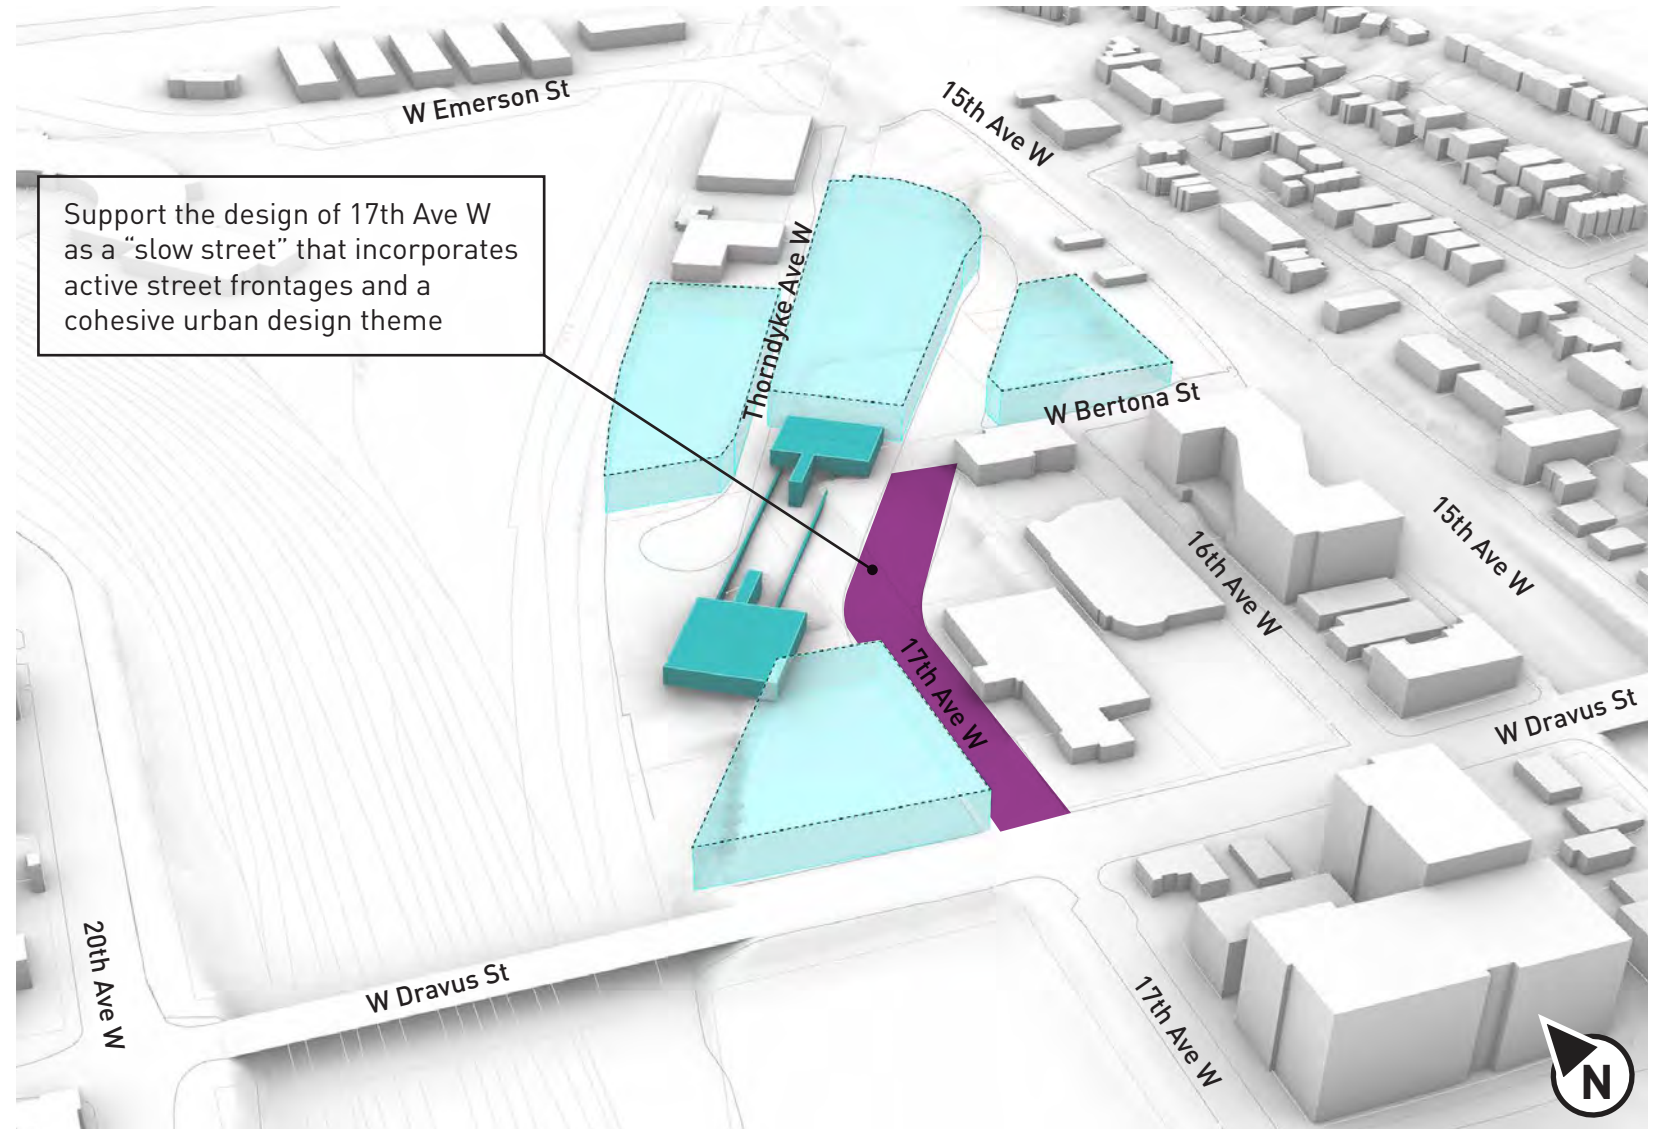 W Emerson St
15th Ave W
Support the design of 17th Ave W
as a “slow street” that incorporates
active street frontages and a
cohesive urban design theme
Thorndyke Ave W
W Bertona St
15th Ave W
16th Ave W
17th Ave W
W Dravus St
20th Ave W
W Dravus St
17th Ave W
N